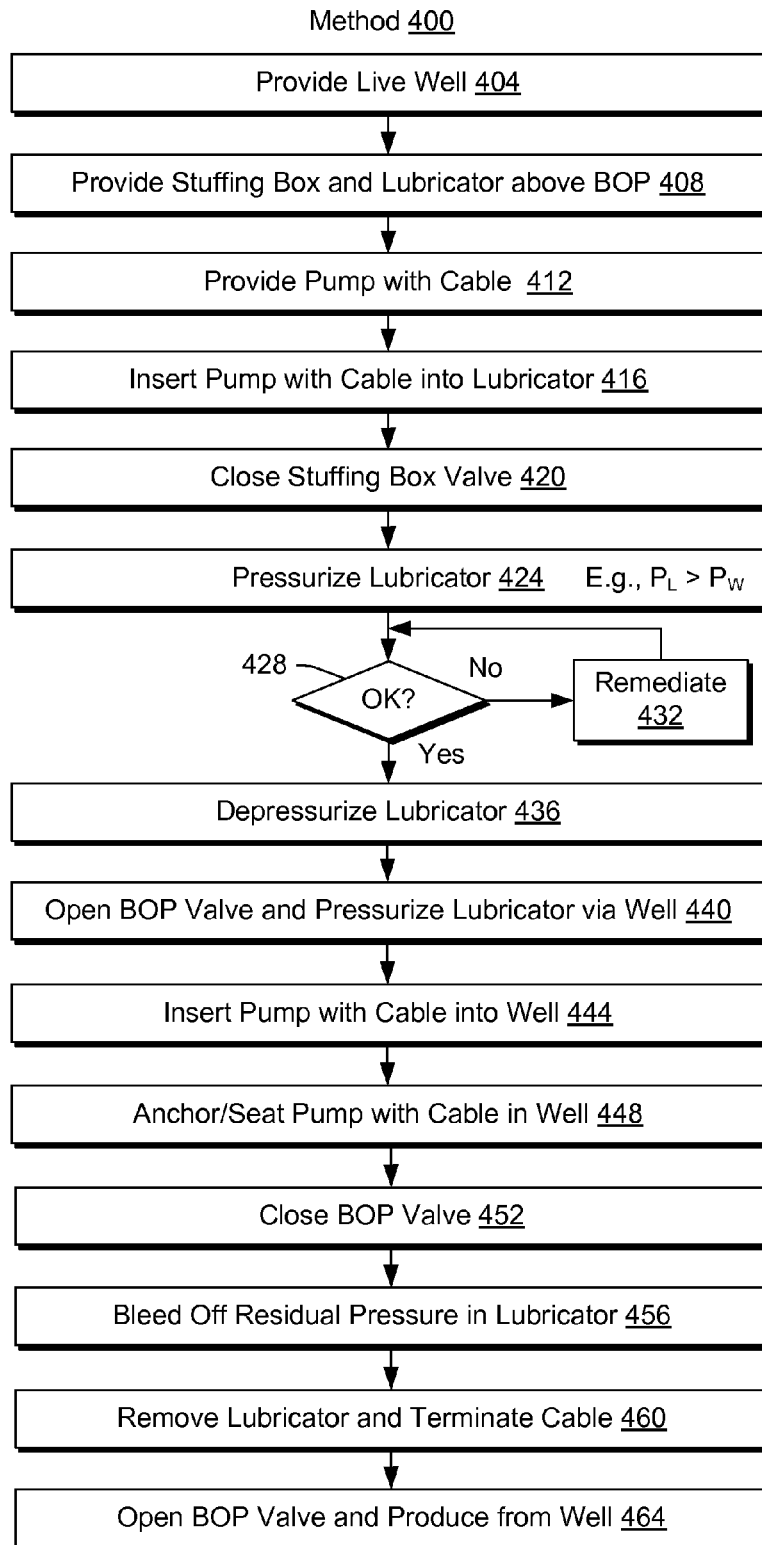 Method 400
Provide Live Well 404
Provide Stuffing Box and Lubricator above BOP 408
Provide Pump with Cable 412
Insert Pump with Cable into Lubricator 416
Close Stuffing Box Valve 420
Pressurize Lubricator 424 E.g., PL > PW
428
OK?
No
Remediate
432
Yes
Depressurize Lubricator 436
Open BOP Valve and Pressurize Lubricator via Well 440
Insert Pump with Cable into Well 444
Anchor/Seat Pump with Cable in Well 448
Close BOP Valve 452
Bleed Off Residual Pressure in Lubricator 456
Remove Lubricator and Terminate Cable 460
Open BOP Valve and Produce from Well 464